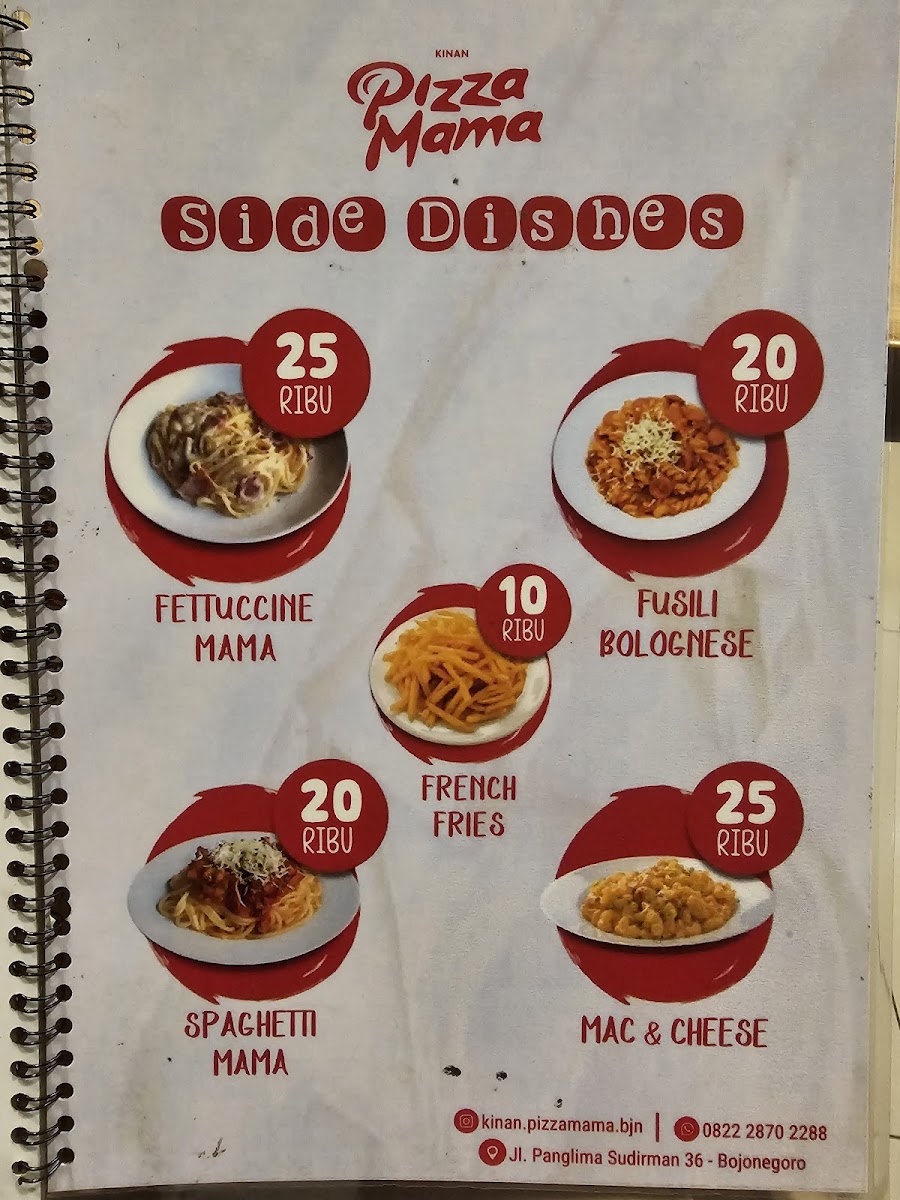 KINAN
Pizza
Mama
Side Dishes
25
RIBU
FETTUCCINE
MAMA
20
RIBU
FUSILI
BOLOGNESE
10
RIBU
FRENCH
FRIES
20
RIBU
SPAGHETTI
MAMA
25
RIBU
MAC & CHEESE
kinan.pizzamama.bjn | 0822 2870 2288
Jl. Panglima Sudirman 36 - Bojonegoro